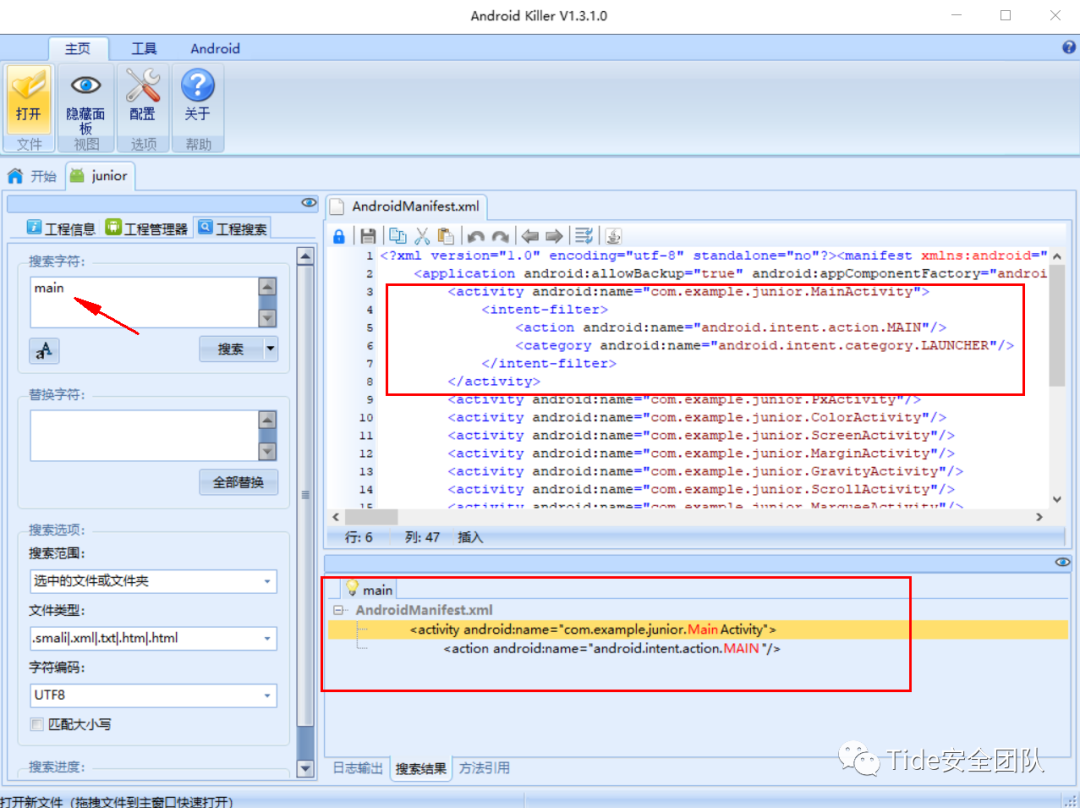 Android Killer V1.3.1.0
主页 工具 Android
打开
隐藏面板
配置
关于
文件 视图 选项 帮助
开始 junior
工程信息 工程管理器 工程搜索
搜索字符:
main
搜索
替换字符:
全部替换
搜索选项:
搜索范围:
选中的文件或文件夹
文件类型:
.smali|.xml|.txt|.htm|.html
字符编码:
UTF8
匹配大小写
搜索进度:
AndroidManifest.xml
1 <?xml version="1.0" encoding="utf-8" standalone="no"?><manifest xmlns:android="
2 <application android:allowBackup="true" android:appComponentFactory="androi
3 <activity android:name="com.example.junior.MainActivity">
4 <intent-filter>
5 <action android:name="android.intent.action.MAIN"/>
6 <category android:name="android.intent.category.LAUNCHER"/>
7 </intent-filter>
8 </activity>
9 <activity android:name="com.example.junior.PxActivity"/>
10 <activity android:name="com.example.junior.ColorActivity"/>
11 <activity android:name="com.example.junior.ScreenActivity"/>
12 <activity android:name="com.example.junior.MarginActivity"/>
13 <activity android:name="com.example.junior.GravityActivity"/>
14 <activity android:name="com.example.junior.ScrollActivity"/>
15 <activity android:name="com.example.junior.MarqueeActivity"/>
行: 6 列: 47 插入
main
AndroidManifest.xml
<activity android:name="com.example.junior.MainActivity">
<action android:name="android.intent.action.MAIN"/>
日志输出 搜索结果 方法引用
Tide安全团队
打开新文件（拖拽文件到主窗口快速打开）